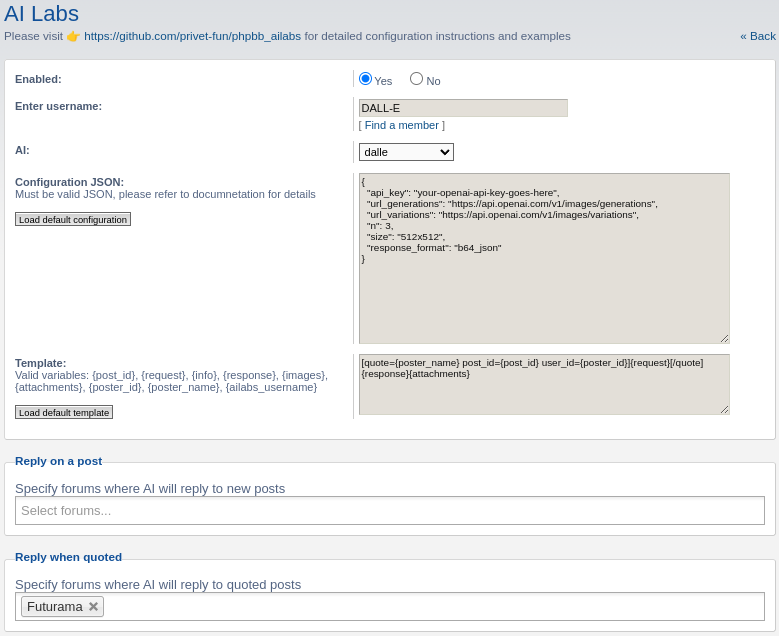 AI Labs
Please visit 👉 https://github.com/privet-fun/phpbb_ailabs for detailed configuration instructions and examples
« Back
Enabled:
Yes No
Enter username:
DALL-E
[ Find a member ]
AI:
dalle
Configuration JSON:
Must be valid JSON, please refer to documnetation for details
Load default configuration
{
"api_key": "your-openai-api-key-goes-here",
"url_generations": "https://api.openai.com/v1/images/generations",
"url_variations": "https://api.openai.com/v1/images/variations",
"n": 3,
"size": "512x512",
"response_format": "b64_json"
}
Template:
Valid variables: {post_id}, {request}, {info}, {response}, {images},
{attachments}, {poster_id}, {poster_name}, {ailabs_username}
Load default template
[quote={poster_name} post_id={post_id} user_id={poster_id}]{request}[/quote]
{response}{attachments}
Reply on a post
Specify forums where AI will reply to new posts
Select forums...
Reply when quoted
Specify forums where AI will reply to quoted posts
Futurama ✖